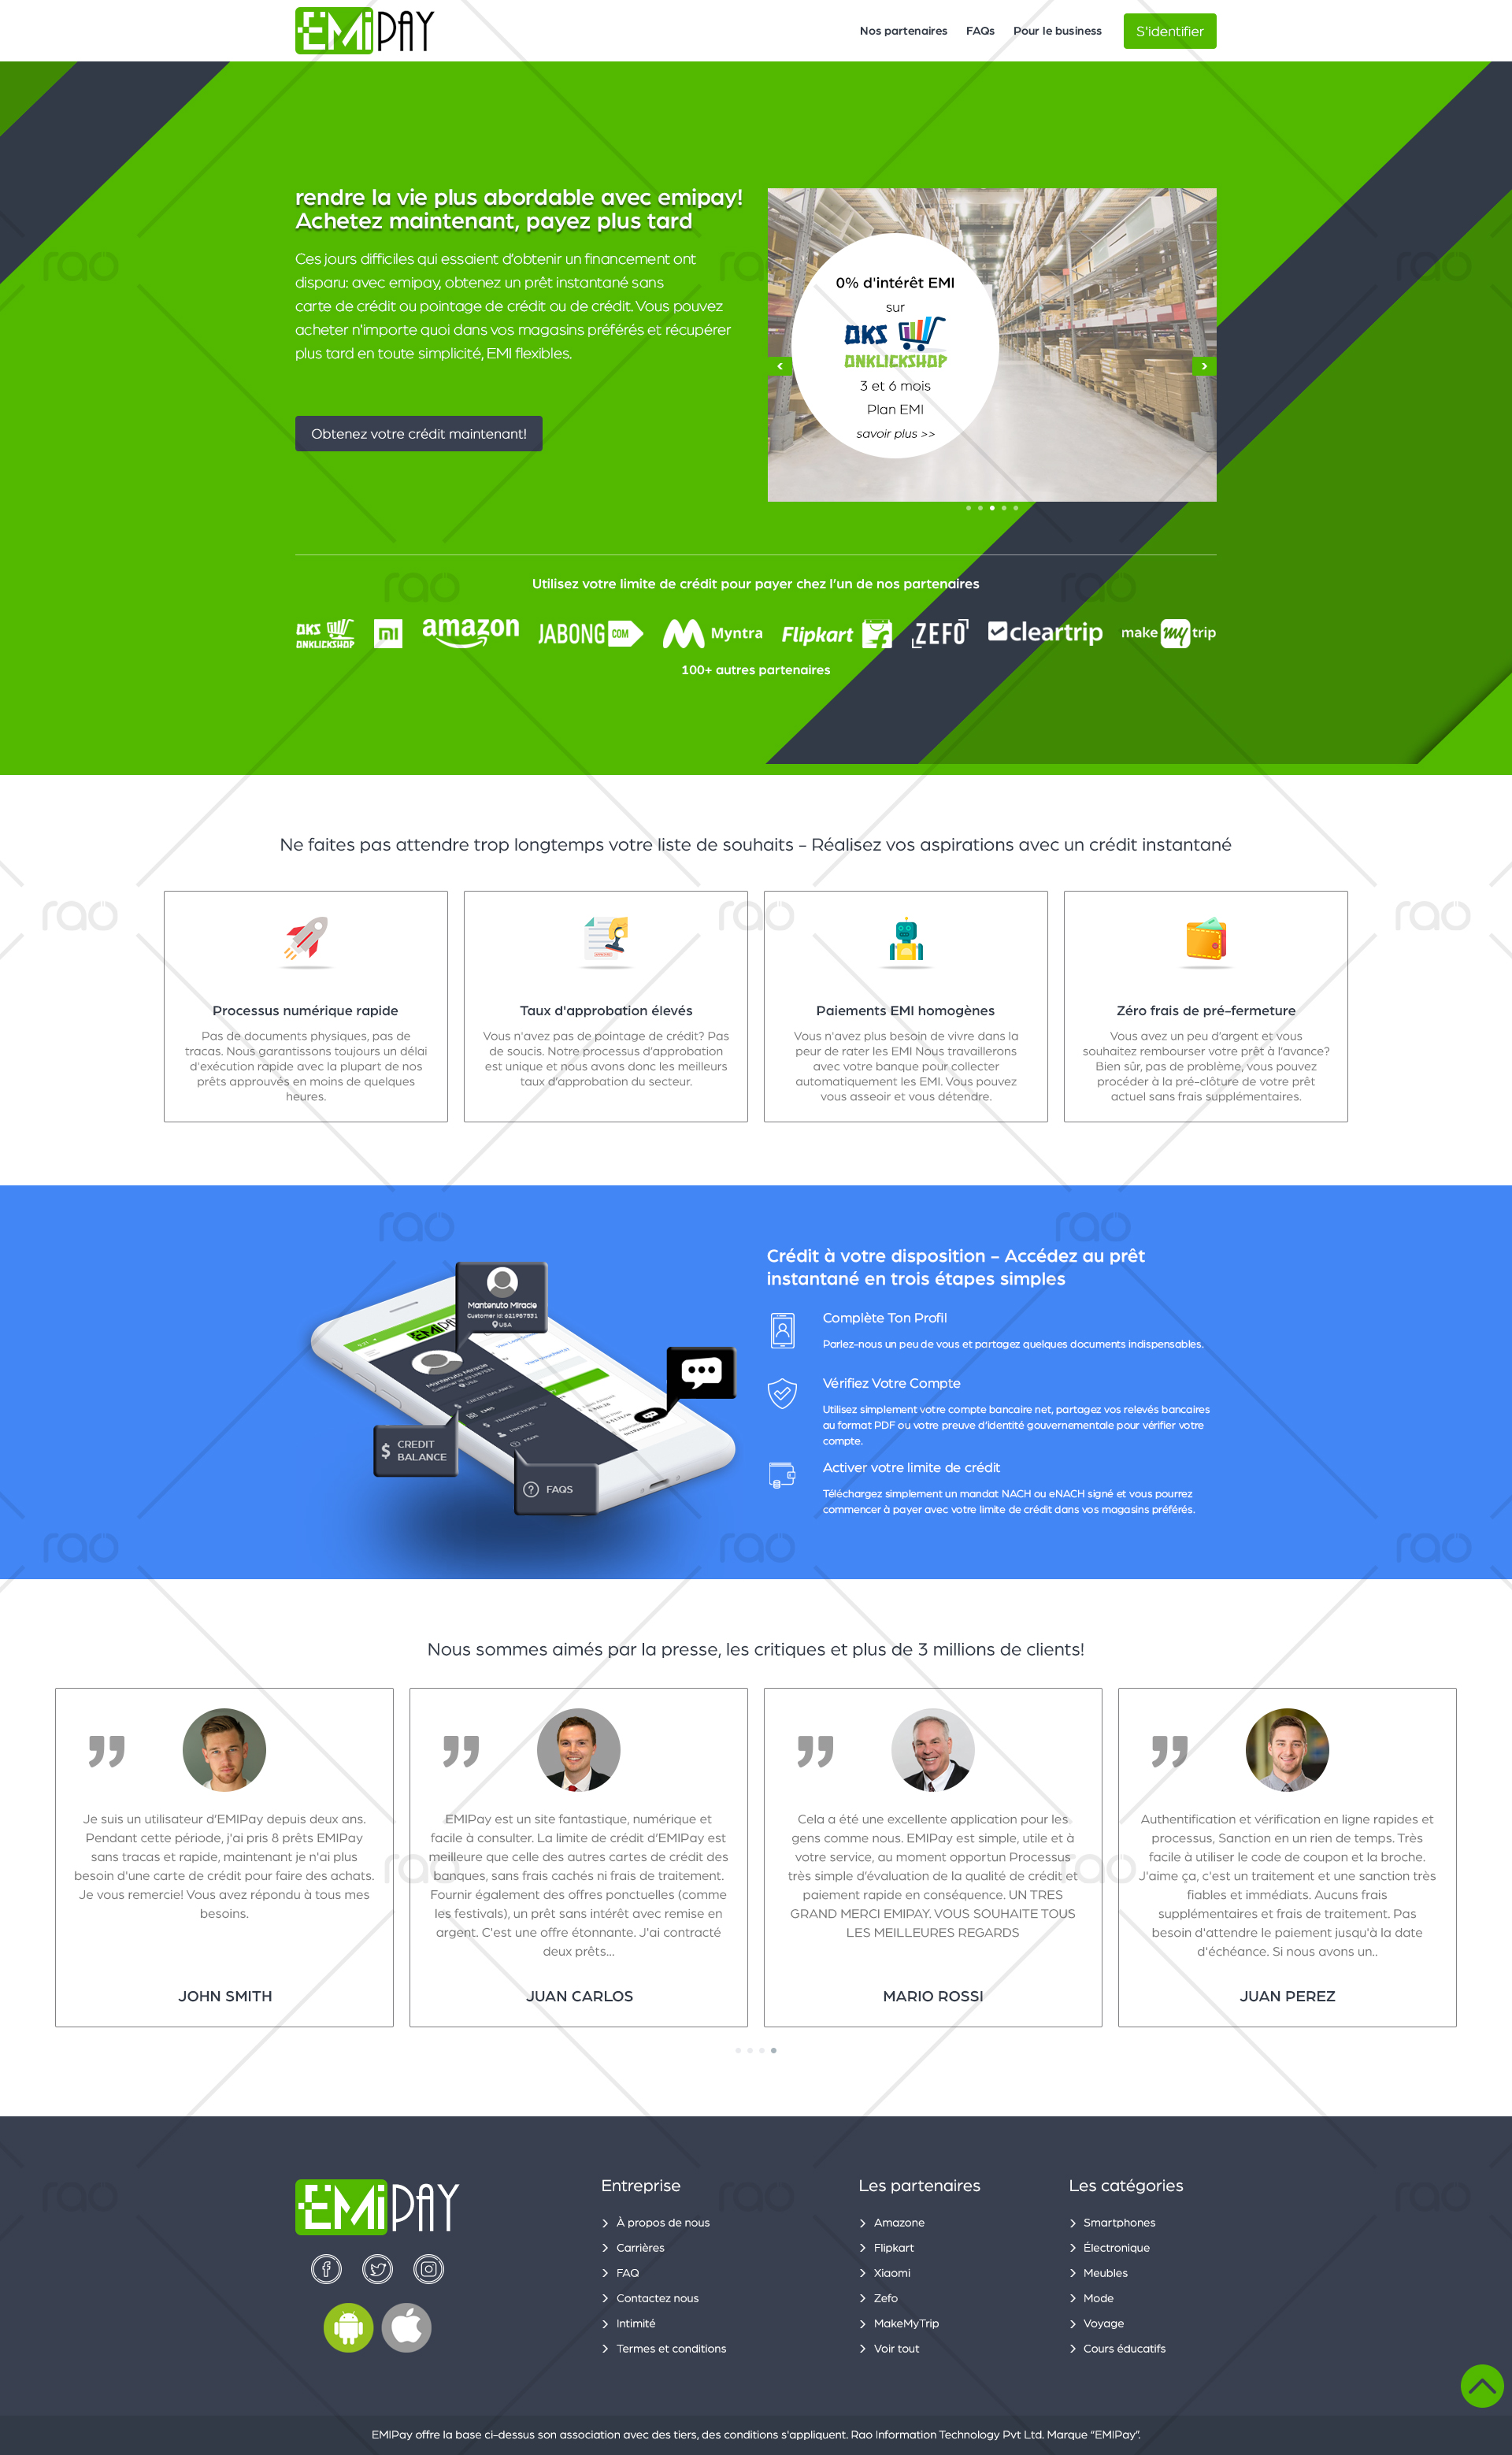 EMiPAY
Nos partenaires FAQs Pour le business S'identifier
rendre la vie plus abordable avec emipay!
Achetez maintenant, payez plus tard
Ces jours difficiles qui essaient d'obtenir un financement ont
disparu: avec emipay, obtenez un prêt instantané sans
carte de crédit ou pointage de crédit ou de crédit. Vous pouvez
acheter n'importe quoi dans vos magasins préférés et récupérer
plus tard en toute simplicité, EMI flexibles.
Obtenez votre crédit maintenant!
0% d'intérêt EMI
sur
OKS
ONKLICKSHOP
3 et 6 mois
Plan EMI
savoir plus >>
Utilisez votre limite de crédit pour payer chez l'un de nos partenaires
OKS ONKLICKSHOP mi amazon JABONG COM Myntra Flipkart ZEFO cleartrip make my trip
100+ autres partenaires
Ne faites pas attendre trop longtemps votre liste de souhaits - Réalisez vos aspirations avec un crédit instantané
Processus numérique rapide
Pas de documents physiques, pas de
tracas. Nous garantissons toujours un délai
d'exécution rapide avec la plupart de nos
prêts approuvés en moins de quelques
heures.
Taux d'approbation élevés
Vous n'avez pas de pointage de crédit? Pas
de soucis. Notre processus d'approbation
est unique et nous avons donc les meilleurs
taux d'approbation du secteur.
Paiements EMI homogènes
Vous n'avez plus besoin de vivre dans la
peur de rater les EMI Nous travaillerons
avec votre banque pour collecter
automatiquement les EMI. Vous pouvez
vous asseoir et vous détendre.
Zéro frais de pré-fermeture
Vous avez un peu d'argent et vous
souhaitez rembourser votre prêt à l'avance?
Bien sûr, pas de problème, vous pouvez
procéder à la pré-clôture de votre prêt
actuel sans frais supplémentaires.
Mantenuto Miracle
Customer id: 621967531
USA
CREDIT
BALANCE
FAQS
Crédit à votre disposition - Accédez au prêt
instantané en trois étapes simples
Complète Ton Profil
Parlez-nous un peu de vous et partagez quelques documents indispensables.
Vérifiez Votre Compte
Utilisez simplement votre compte bancaire net, partagez vos relevés bancaires
au format PDF ou votre preuve d'identité gouvernementale pour vérifier votre
compte.
Activer votre limite de crédit
Téléchargez simplement un mandat NACH ou eNACH signé et vous pourrez
commencer à payer avec votre limite de crédit dans vos magasins préférés.
Nous sommes aimés par la presse, les critiques et plus de 3 millions de clients!
Je suis un utilisateur d'EMIPay depuis deux ans.
Pendant cette période, j'ai pris 8 prêts EMIPay
sans tracas et rapide, maintenant je n'ai plus
besoin d'une carte de crédit pour faire des achats.
Je vous remercie! Vous avez répondu à tous mes
besoins.
JOHN SMITH
EMIPay est un site fantastique, numérique et
facile à consulter. La limite de crédit d'EMIPay est
meilleure que celle des autres cartes de crédit des
banques, sans frais cachés ni frais de traitement.
Fournir également des offres ponctuelles (comme
les festivals), un prêt sans intérêt avec remise en
argent. C'est une offre étonnante. J'ai contracté
deux prêts...
JUAN CARLOS
Cela a été une excellente application pour les
gens comme nous. EMIPay est simple, utile et à
votre service, au moment opportun Processus
très simple d'évaluation de la qualité de crédit et
paiement rapide en conséquence. UN TRES
GRAND MERCI EMIPAY. VOUS SOUHAITE TOUS
LES MEILLEURES REGARDS
MARIO ROSSI
Authentification et vérification en ligne rapides et
processus, Sanction en un rien de temps. Très
facile à utiliser le code de coupon et la broche.
J'aime ça, c'est un traitement et une sanction très
fiables et immédiats. Aucuns frais
supplémentaires et frais de traitement. Pas
besoin d'attendre le paiement jusqu'à la date
d'échéance. Si nous avons un..
JUAN PEREZ
EMiPAY
Entreprise
À propos de nous
Carrières
FAQ
Contactez nous
Intimité
Termes et conditions
Les partenaires
Amazone
Flipkart
Xiaomi
Zefo
MakeMyTrip
Voir tout
Les catégories
Smartphones
Électronique
Meubles
Mode
Voyage
Cours éducatifs
EMIPay offre la base ci-dessus son association avec des tiers, des conditions s'appliquent. Rao Information Technology Pvt Ltd. Marque "EMIPay".
rao